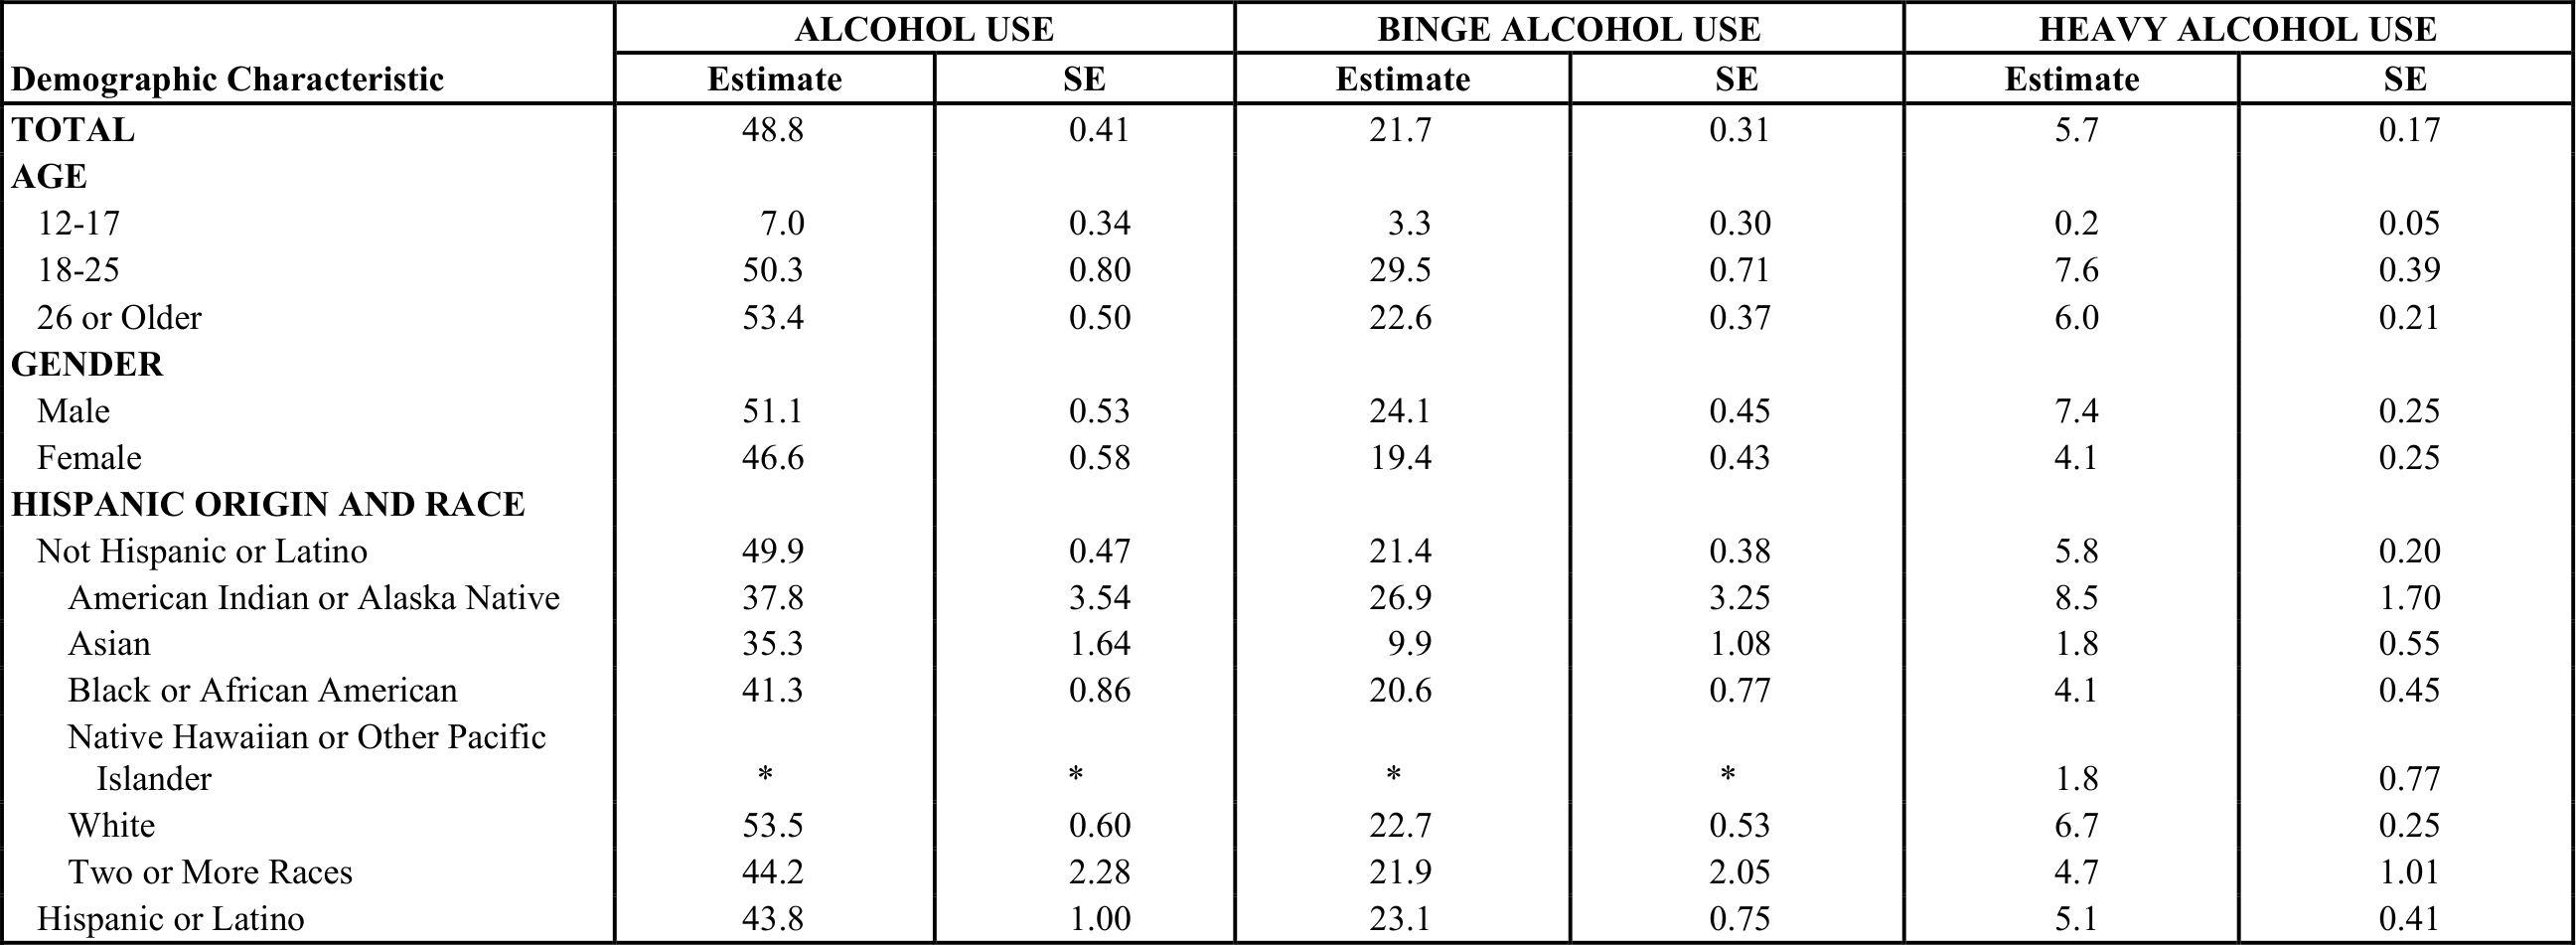 ALCOHOL USE BINGE ALCOHOL USE HEAVY ALCOHOL USE
Demographic Characteristic Estimate SE Estimate SE Estimate SE
TOTAL 48.8 0.41 21.7 0.31 5.7 0.17
AGE
12-17 7.0 0.34 3.3 0.30 0.2 0.05
18-25 50.3 0.80 29.5 0.71 7.6 0.39
26 or Older 53.4 0.50 22.6 0.37 6.0 0.21
GENDER
Male 51.1 0.53 24.1 0.45 7.4 0.25
Female 46.6 0.58 19.4 0.43 4.1 0.25
HISPANIC ORIGIN AND RACE
Not Hispanic or Latino 49.9 0.47 21.4 0.38 5.8 0.20
American Indian or Alaska Native 37.8 3.54 26.9 3.25 8.5 1.70
Asian 35.3 1.64 9.9 1.08 1.8 0.55
Black or African American 41.3 0.86 20.6 0.77 4.1 0.45
Native Hawaiian or Other Pacific
Islander * * * * 1.8 0.77
White 53.5 0.60 22.7 0.53 6.7 0.25
Two or More Races 44.2 2.28 21.9 2.05 4.7 1.01
Hispanic or Latino 43.8 1.00 23.1 0.75 5.1 0.41